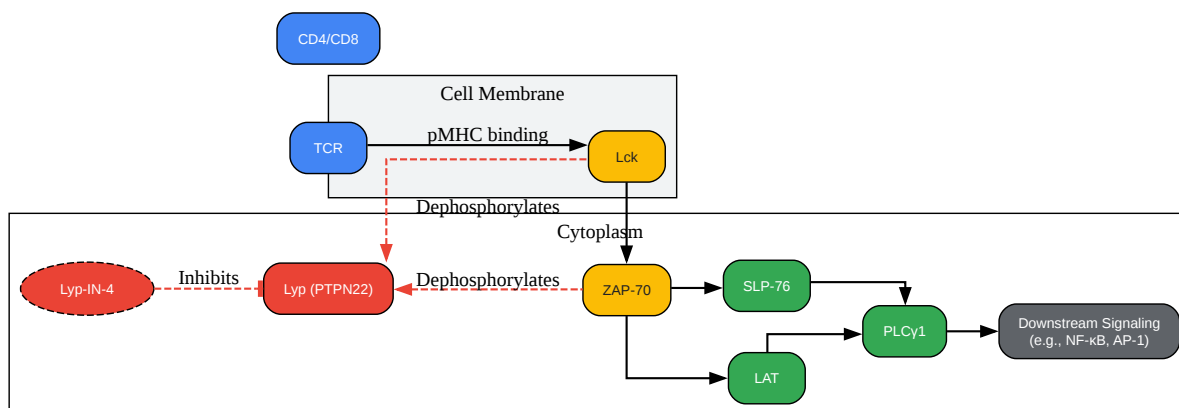 CD4/CD8
Cell Membrane
pMHC binding
TCR
Lck
Dephosphorylates
Cytoplasm
Inhibits
Dephosphorylates
Lyp-IN-4
Lyp (PTPN22)
ZAP-70
SLP-76
PLCγ1
Downstream Signaling
(e.g., NF-κB, AP-1)
LAT